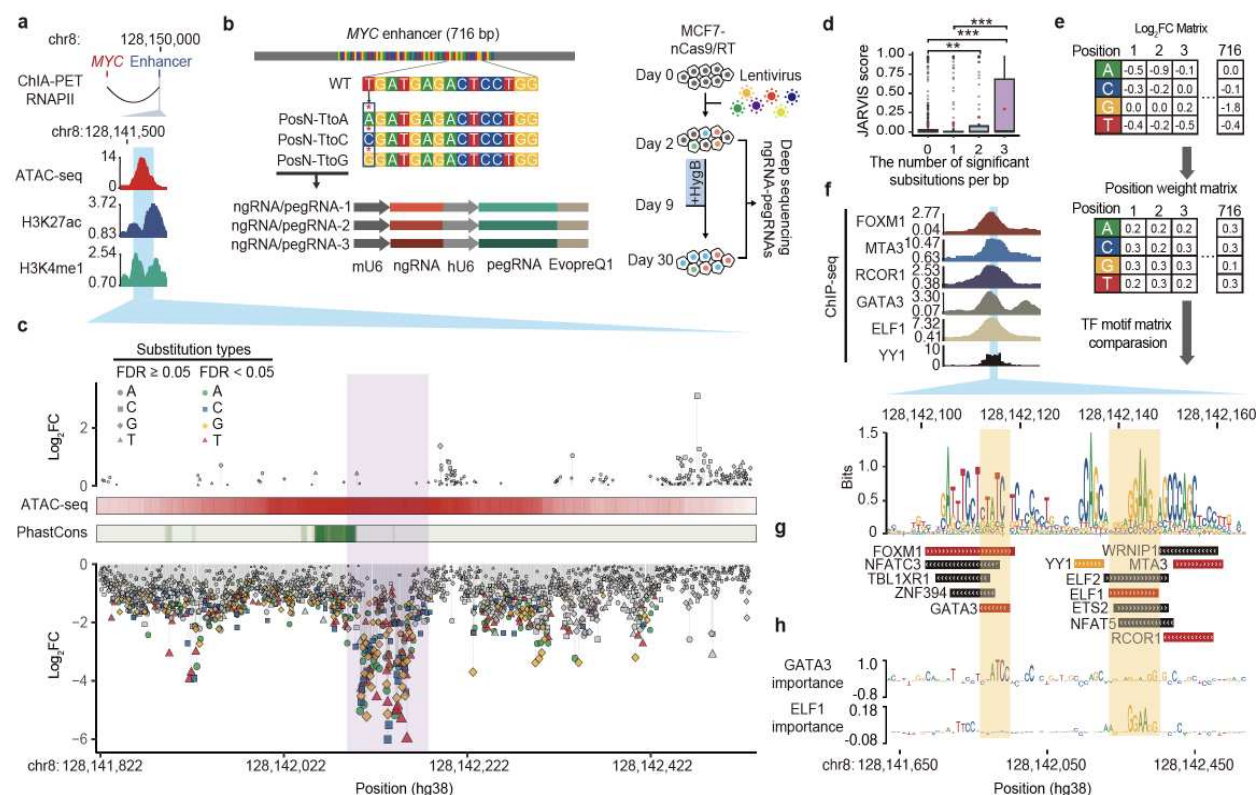 a
chr8: 128,150,000
MYC Enhancer
ChIA-PET
RNAPII
chr8: 128,141,500
14
ATAC-seq
0
3.72
H3K27ac
0.83
2.54
H3K4me1
0.70
b
MYC enhancer (716 bp)
WT TGATGAGACTCCTGG
*
PosN-TtoA AGATGAGACTCCTGG
*
PosN-TtoC CGATGAGACTCCTGG
*
PosN-TtoG GGATGAGACTCCTGG
ngRNA/pegRNA-1
ngRNA/pegRNA-2
ngRNA/pegRNA-3
mU6 ngRNA hU6 pegRNA EvopreQ1
MCF7-
nCas9/RT
Day 0
Lentivirus
Day 2
+HygB
Day 9
Day 30
Deep sequencing
ngRNA-pegRNAs
c
Substitution types
FDR ≥ 0.05 FDR < 0.05
A A
C C
G G
T T
Log2FC
2
0
ATAC-seq
PhastCons
0
-2
-4
-6
Log2FC
chr8: 128,141,822 128,142,022 128,142,222 128,142,422
Position (hg38)
d
***
***
**
JARVIS score
1.00
0.75
0.50
0.25
0.00
0 1 2 3
The number of significant
subsitutions per bp
e
Log2FC Matrix
Position 1 2 3 716
A -0.5 -0.9 -0.1 0.0
C -0.3 -0.2 0.0 -0.1
...
G 0.0 0.0 0.2 -1.8
T -0.4 -0.2 -0.5 -0.4
Position weight matrix
Position 1 2 3 716
A 0.2 0.2 0.2 0.3
C 0.3 0.2 0.3 0.3
...
G 0.3 0.3 0.3 0.1
T 0.2 0.3 0.2 0.3
TF motif matrix
comparasion
f
ChIP-seq
2.77
FOXM1
0.04
10.47
MTA3
0.63
2.53
RCOR1
0.38
3.30
GATA3
0.07
7.32
ELF1
0.41
10
YY1
0
128,142,100 128,142,120 128,142,140 128,142,160
Bits
1.5
1.0
0.5
0
g
FOXM1 WRNIP1
NFATC3 YY1 MTA3
TBL1XR1 ELF2
ZNF394 ELF1
GATA3 ETS2
NFAT5
RCOR1
h
GATA3
importance
1.0
-0.8
ELF1
importance
0.18
-0.08
chr8: 128,141,650 128,142,050 128,142,450
Position (hg38)